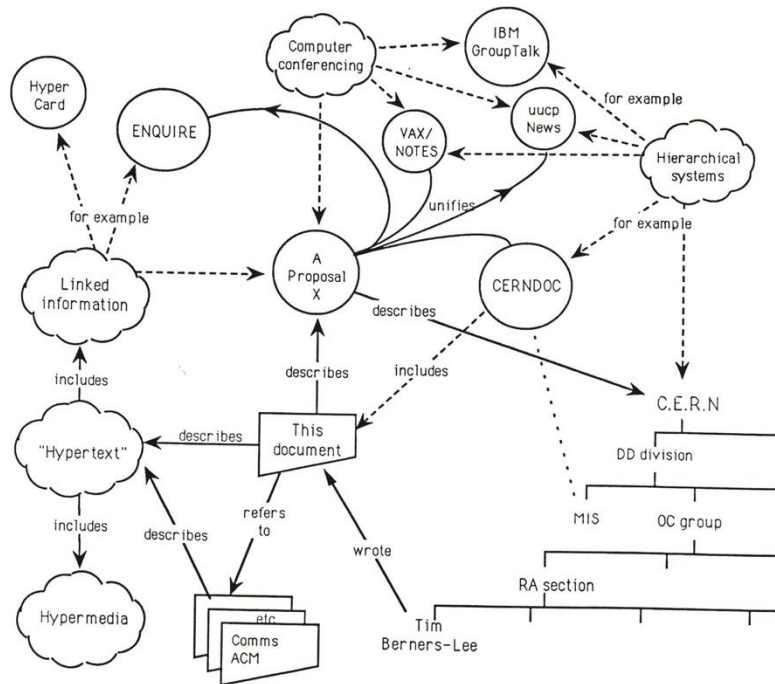 IBM
GroupTalk
Computer
conferencing
Hyper
Card
for example
uucp
News
ENQUIRE
VAX/
NOTES
Hierarchical
systems
unifies
for example
for example
A
Proposal
X
Linked
information
CERNDOC
describes
includes
describes
includes
C.E.R.N
This
document
describes
"Hypertext"
DD division
refers
to
MIS
OC group
includes
describes
wrote
RA section
Hypermedia
etc
Tim
Berners-Lee
Comms
ACM